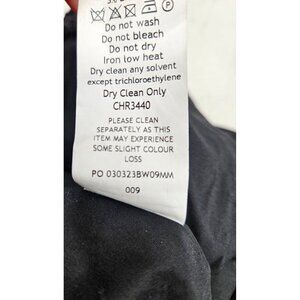 Do not wash
Do not bleach
Do not dry
Iron low heat
Dry clean any solvent
except trichloroethylene
Dry Clean Only
CHR3440
PLEASE CLEAN
SEPARATELY AS THIS
ITEM MAY EXPERIENCE
SOME SLIGHT COLOUR
LOSS
PO 030323BW09MM
009